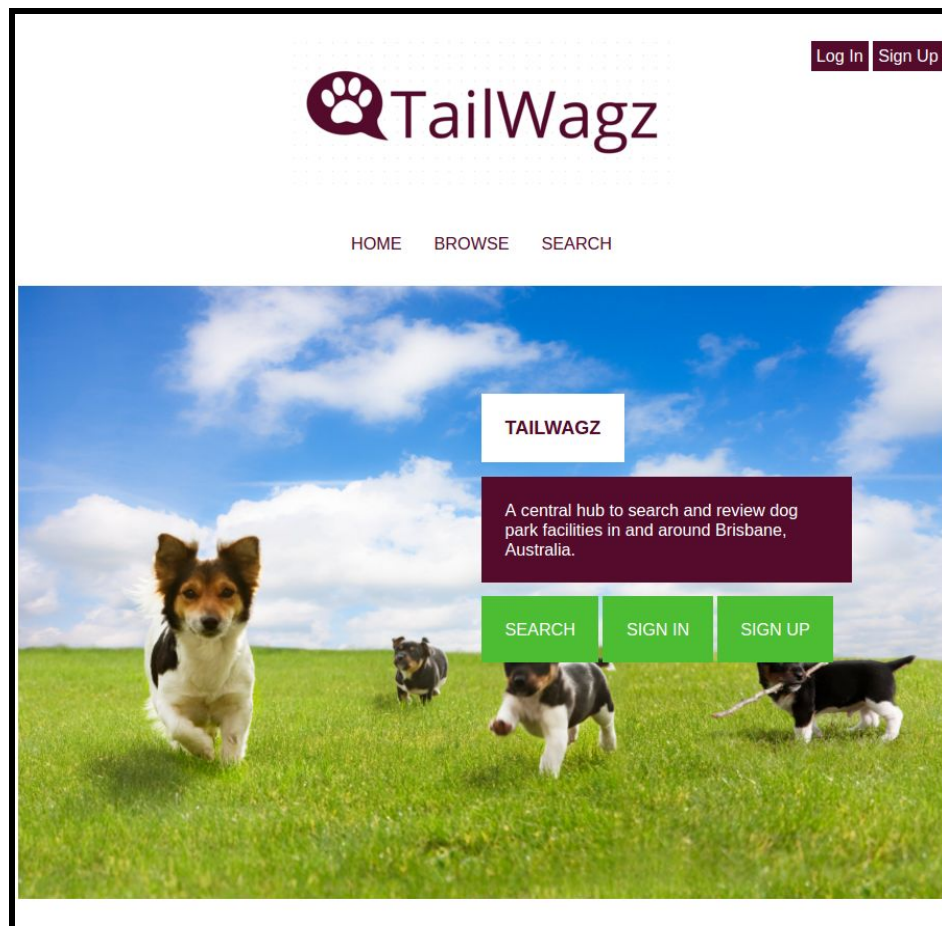 Log In Sign Up
TailWagz
HOME BROWSE SEARCH
TAILWAGZ
A central hub to search and review dog
park facilities in and around Brisbane,
Australia.
SEARCH SIGN IN SIGN UP